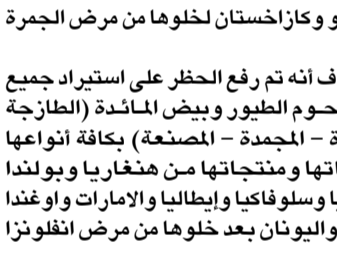 و وكازاخستان لخلوها من مرض الجمرة
ف أنه تم رفع الحظر على استيراد جميع
حوم الطيور وبيض المائدة (الطازجة
ة - المجمدة - المصنعة) بكافة أنواعها
اتها ومنتجاتها من هنغاريا وبولندا
يا وسلوفاكيا وإيطاليا والامارات واوغندا
واليونان بعد خلوها من مرض انفلونزا